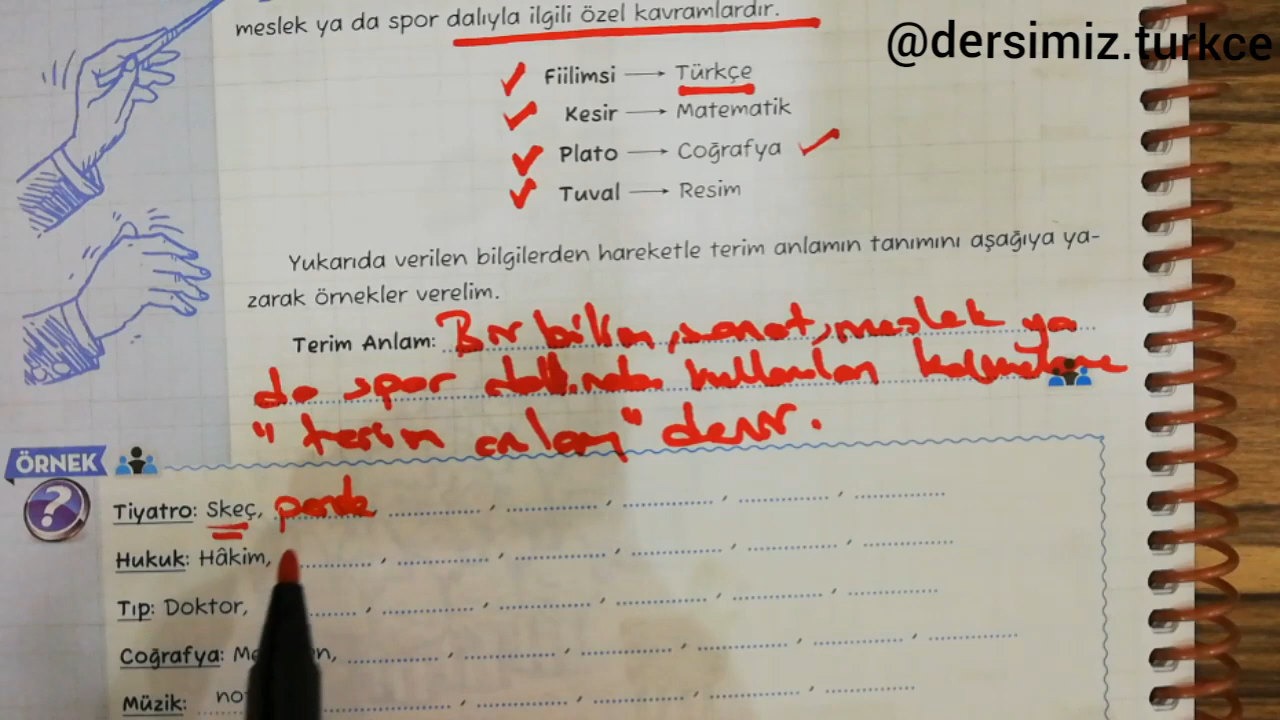 meslek ya da spor dalıyla ilgili özel kavramlardır.
@dersimiz.turkce
Fiilimsi → Türkçe
Kesir → Matematik
Plato → Coğrafya
Tuval → Resim
Yukarıda verilen bilgilerden hareketle terim anlamın tanımını aşağıya ya-
zarak örnekler verelim.
Terim Anlam: Bir bilim, sanat, meslek ya
da spor dalında kullanılan kelimelere
"terim anlam" denir.
ÖRNEK
?
Tiyatro: Skeç, perde
Hukuk: Hâkim,
Tıp: Doktor,
Coğrafya:
Müzik: